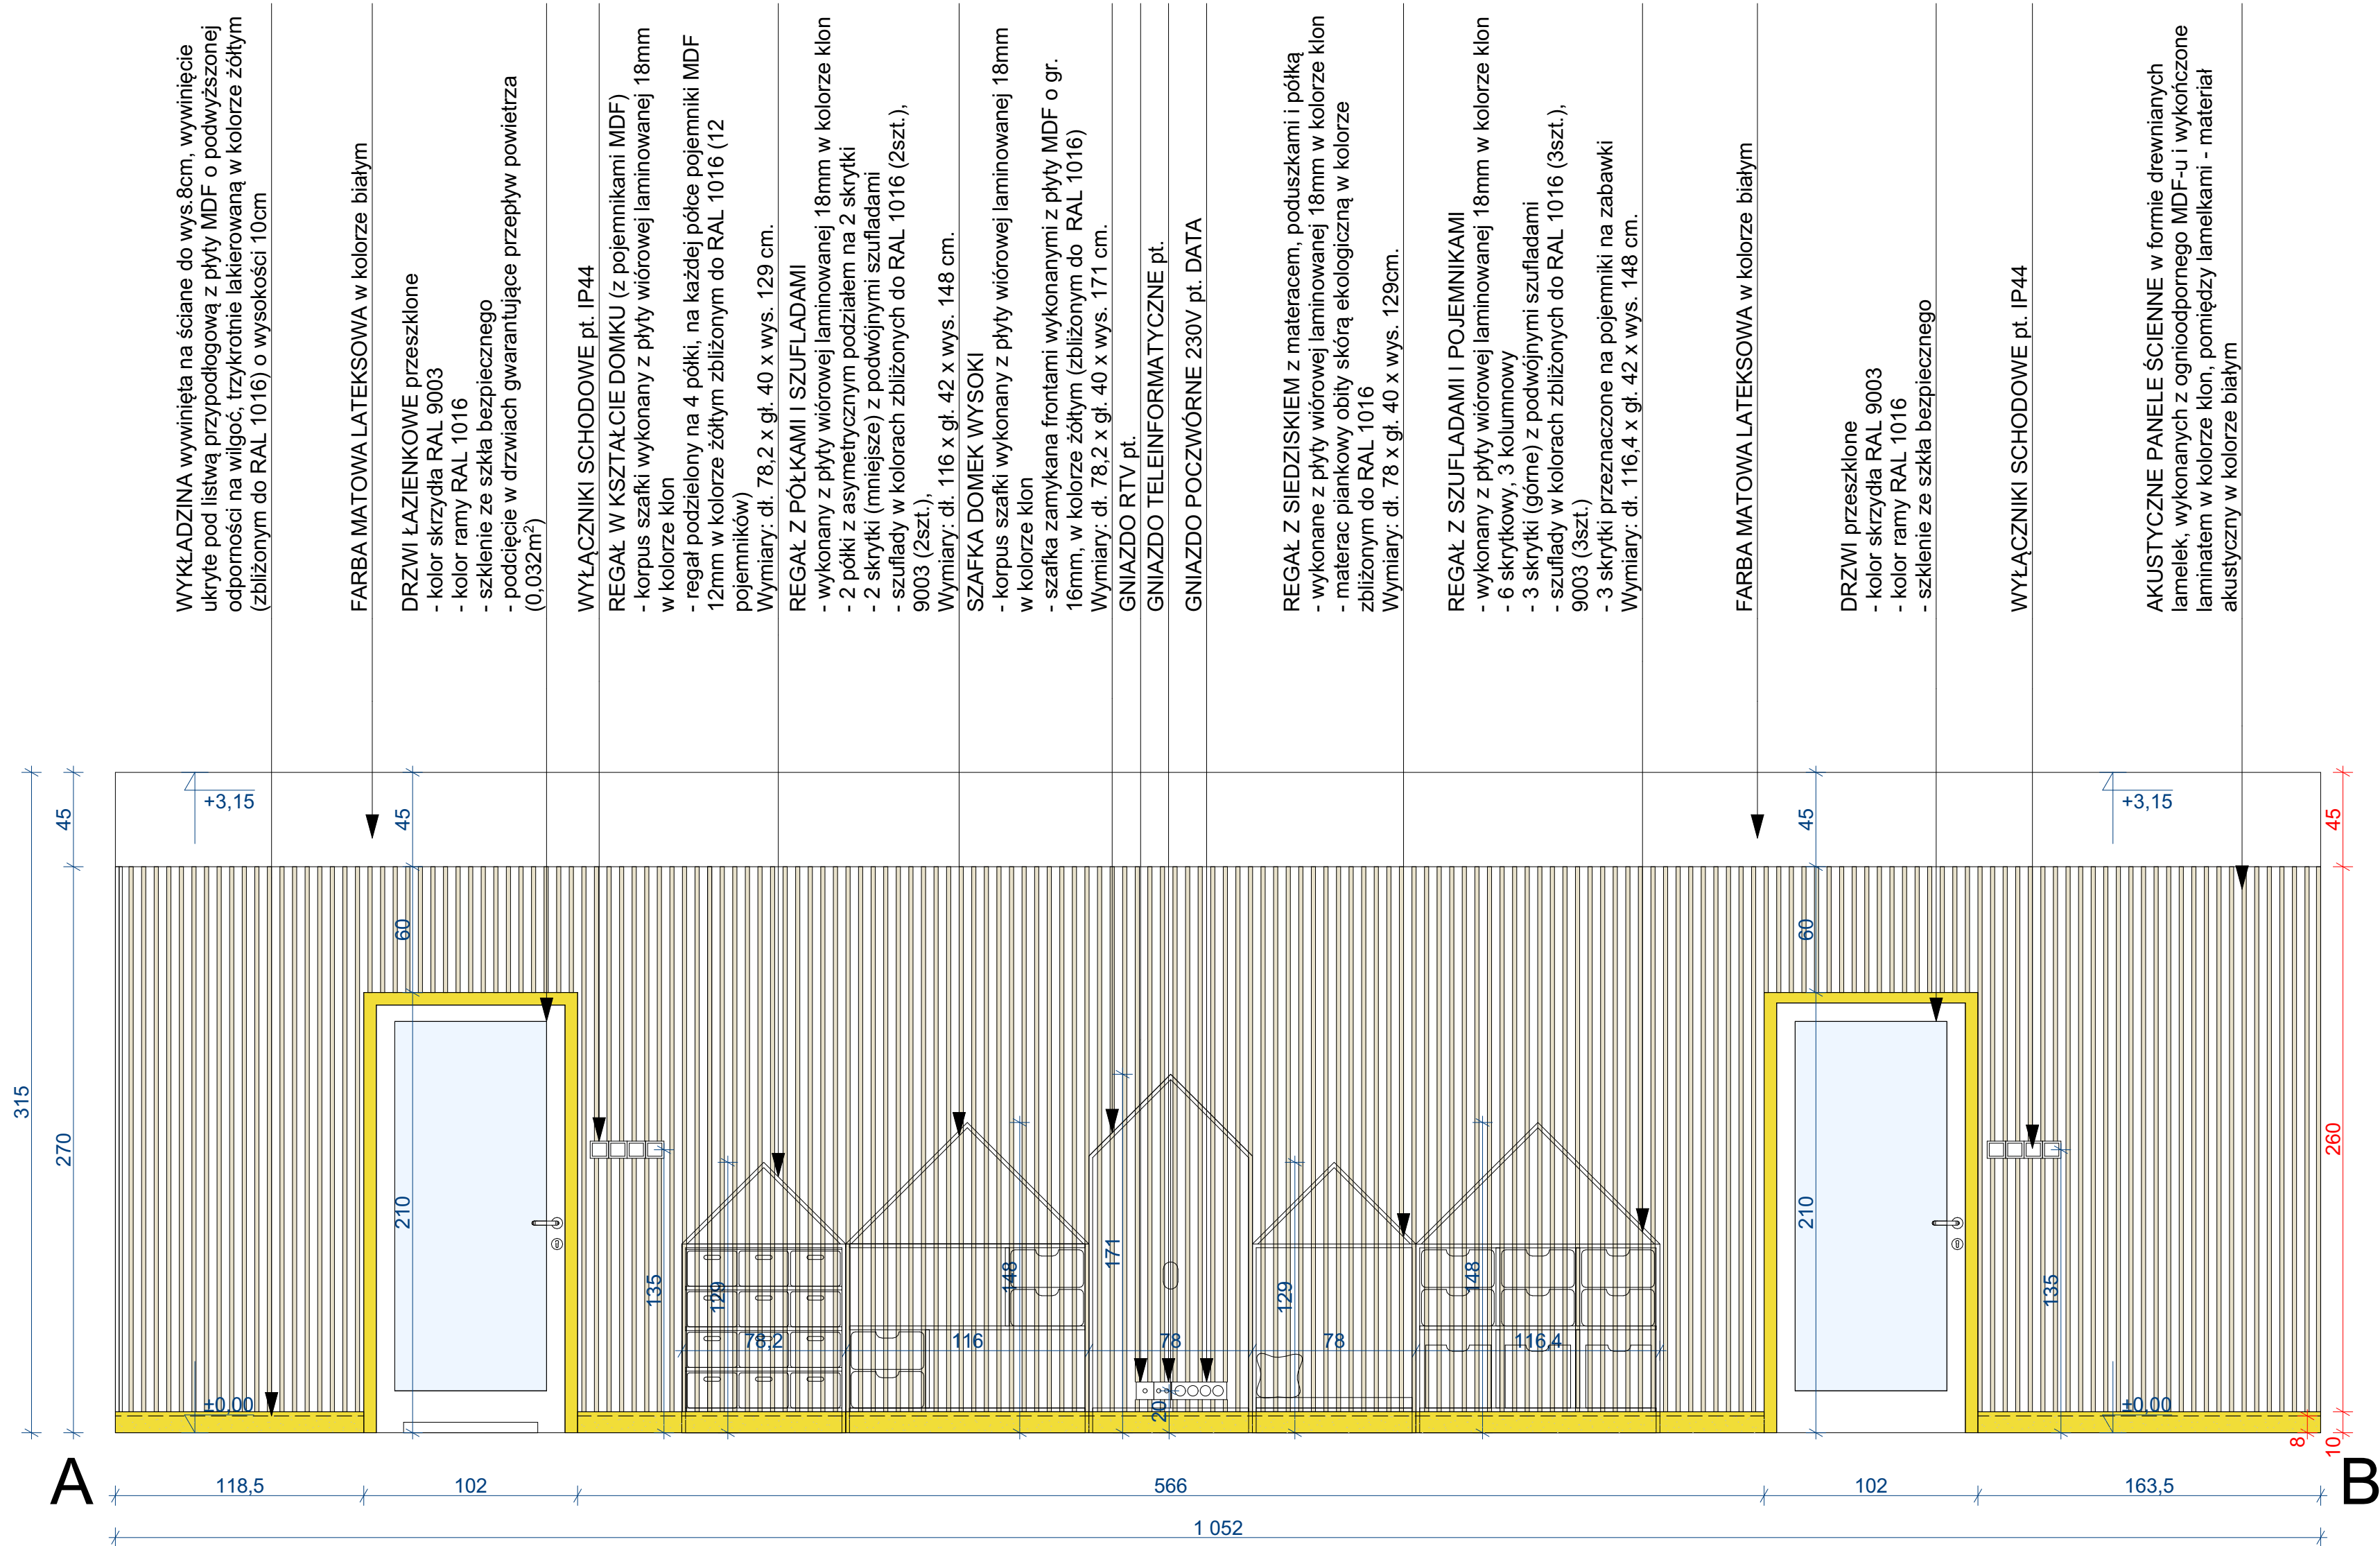 WYKŁADZINA wywinięta na ściane do wys.8cm, wywinięcie
ukryte pod listwą przypodłogową z płyty MDF o podwyższonej
odporności na wilgoć, trzykrotnie lakierowaną w kolorze żółtym
(zbliżonym do RAL 1016) o wysokości 10cm
FARBA MATOWA LATEKSOWA w kolorze białym
DRZWI ŁAZIENKOWE przeszklone
- kolor skrzydła RAL 9003
- kolor ramy RAL 1016
- szklenie ze szkła bezpiecznego
- podcięcie w drzwiach gwarantujące przepływ powietrza
(0,032m²)
WYŁĄCZNIKI SCHODOWE pt. IP44
REGAŁ W KSZTAŁCIE DOMKU (z pojemnikami MDF)
- korpus szafki wykonany z płyty wiórowej laminowanej 18mm
w kolorze klon
- regał podzielony na 4 półki, na każdej półce pojemniki MDF
12mm w kolorze żółtym zbliżonym do RAL 1016 (12
pojemników)
Wymiary: dł. 78,2 x gł. 40 x wys. 129 cm.
REGAŁ Z PÓŁKAMI I SZUFLADAMI
- wykonany z płyty wiórowej laminowanej 18mm w kolorze klon
- 2 półki z asymetrycznym podziałem na 2 skrytki
- 2 skrytki (mniejsze) z podwójnymi szufladami
- szuflady w kolorach zbliżonych do RAL 1016 (2szt.),
9003 (2szt.),
Wymiary: dł. 116 x gł. 42 x wys. 148 cm.
SZAFKA DOMEK WYSOKI
- korpus szafki wykonany z płyty wiórowej laminowanej 18mm
w kolorze klon
- szafka zamykana frontami wykonanymi z płyty MDF o gr.
16mm, w kolorze żółtym (zbliżonym do RAL 1016)
Wymiary: dł. 78,2 x gł. 40 x wys. 171 cm.
GNIAZDO RTV pt.
GNIAZDO TELEINFORMATYCZNE pt.
GNIAZDO POCZWÓRNE 230V pt. DATA
REGAŁ Z SIEDZISKIEM z materacem, poduszkami i półką
- wykonane z płyty wiórowej laminowanej 18mm w kolorze klon
- materac piankowy obity skórą ekologiczną w kolorze
zbliżonym do RAL 1016
Wymiary: dł. 78 x gł. 40 x wys. 129cm.
REGAŁ Z SZUFLADAMI I POJEMNIKAMI
- wykonany z płyty wiórowej laminowanej 18mm w kolorze klon
- 6 skrytkowy, 3 kolumnowy
- 3 skrytki (górne) z podwójnymi szufladami
- szuflady w kolorach zbliżonych do RAL 1016 (3szt.),
9003 (3szt.)
- 3 skrytki przeznaczone na pojemniki na zabawki
Wymiary: dł. 116,4 x gł. 42 x wys. 148 cm.
FARBA MATOWA LATEKSOWA w kolorze białym
DRZWI przeszklone
- kolor skrzydła RAL 9003
- kolor ramy RAL 1016
- szklenie ze szkła bezpiecznego
WYŁĄCZNIKI SCHODOWE pt. IP44
AKUSTYCZNE PANELE ŚCIENNE w formie drewnianych
lamelek, wykonanych z ognioodpornego MDF-u i wykończone
laminatem w kolorze klon, pomiędzy lamelkami - materiał
akustyczny w kolorze białym
+3,15
+3,15
45
45
45
45
60
60
315
270
210
210
260
135
129
148
171
129
148
135
78,2
116
78
78
116,4
20
±0,00
±0,00
8
10
A
B
118,5
102
566
102
163,5
1 052